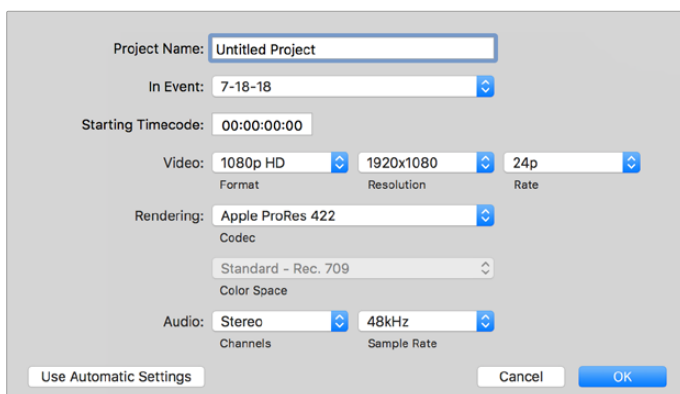 Project Name: Untitled Project
In Event: 7-18-18
Starting Timecode: 00:00:00:00
Video: 1080p HD 1920x1080 24p
Format Resolution Rate
Rendering: Apple ProRes 422
Codec
Standard - Rec. 709
Color Space
Audio: Stereo 48kHz
Channels Sample Rate
Use Automatic Settings Cancel OK